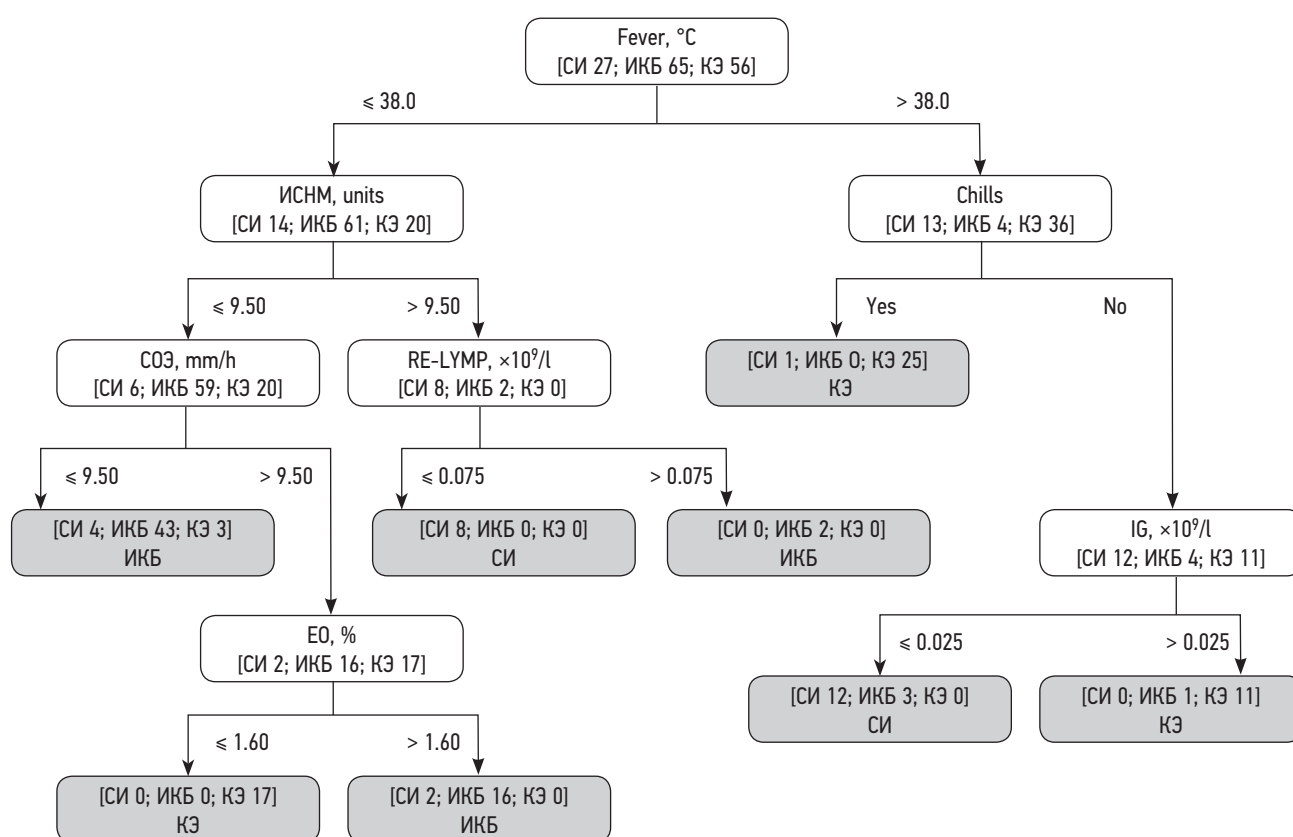 Fever, °C
[СИ 27; ИКБ 65; КЭ 56]
⩽ 38.0
> 38.0
ИСНМ, units
[СИ 14; ИКБ 61; КЭ 20]
Chills
[СИ 13; ИКБ 4; КЭ 36]
⩽ 9.50
> 9.50
Yes
No
СОЭ, mm/h
[СИ 6; ИКБ 59; КЭ 20]
RE-LYMP, ×10⁹/l
[СИ 8; ИКБ 2; КЭ 0]
[СИ 1; ИКБ 0; КЭ 25]
КЭ
⩽ 9.50
> 9.50
⩽ 0.075
> 0.075
[СИ 4; ИКБ 43; КЭ 3]
ИКБ
[СИ 8; ИКБ 0; КЭ 0]
СИ
[СИ 0; ИКБ 2; КЭ 0]
ИКБ
IG, ×10⁹/l
[СИ 12; ИКБ 4; КЭ 11]
EO, %
[СИ 2; ИКБ 16; КЭ 17]
⩽ 0.025
> 0.025
[СИ 12; ИКБ 3; КЭ 0]
СИ
[СИ 0; ИКБ 1; КЭ 11]
КЭ
⩽ 1.60
> 1.60
[СИ 0; ИКБ 0; КЭ 17]
КЭ
[СИ 2; ИКБ 16; КЭ 0]
ИКБ